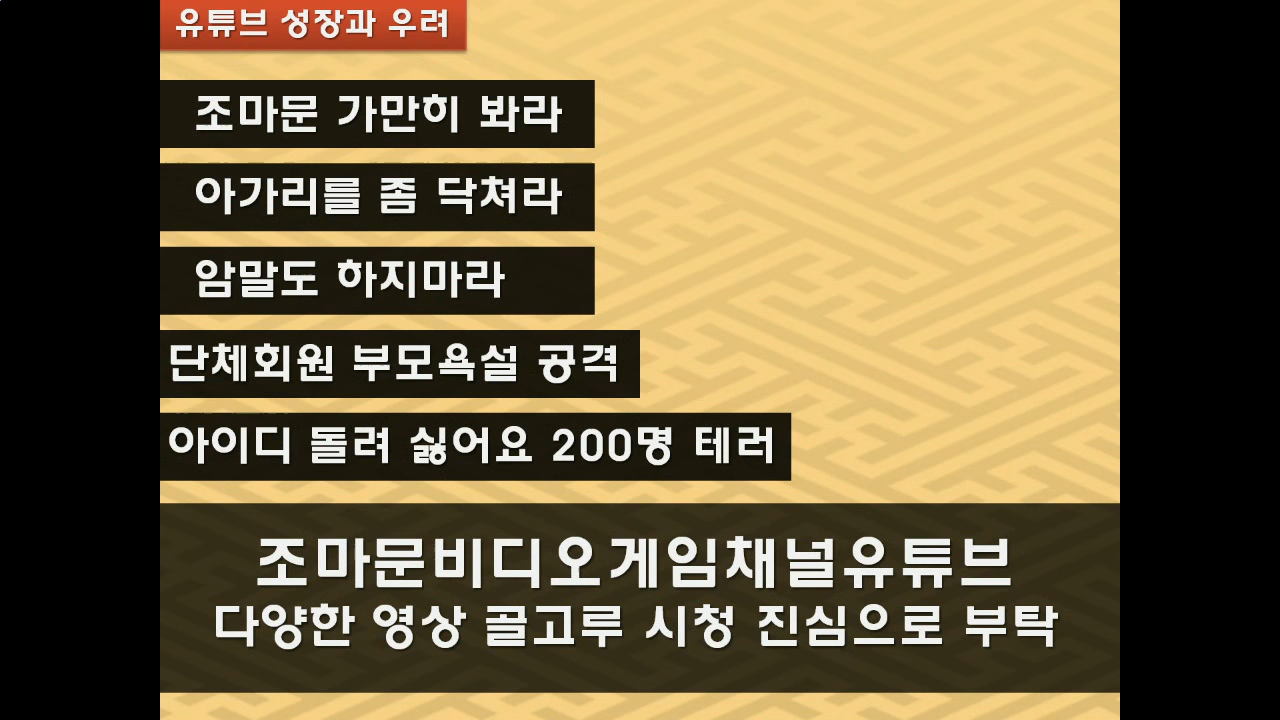 유튜브 성장과 우려
조마문 가만히 봐라
아가리를 좀 닥쳐라
암말도 하지마라
단체회원 부모욕설 공격
아이디 돌려 싫어요 200명 테러
조마문비디오게임채널유튜브
다양한 영상 골고루 시청 진심으로 부탁